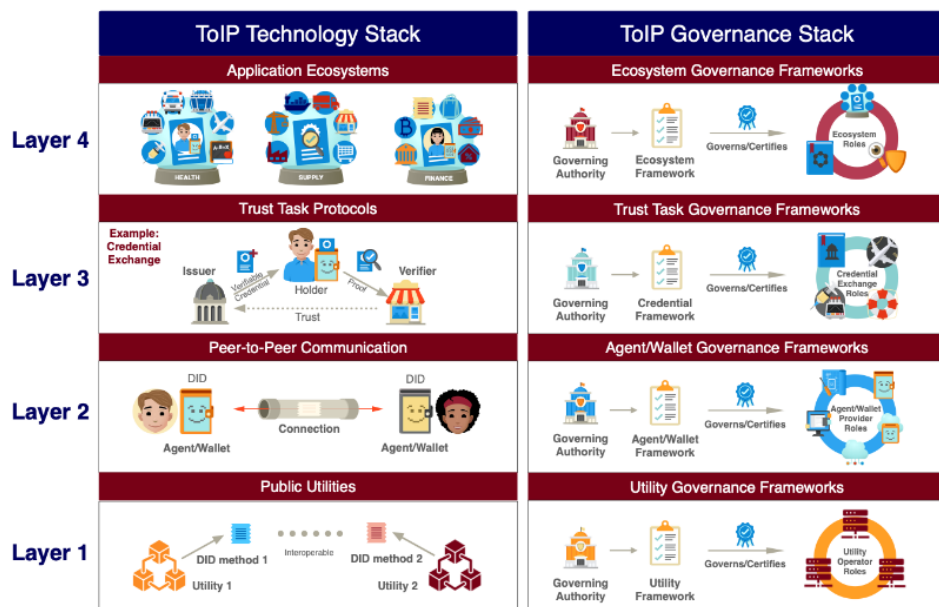 ToIP Technology Stack
ToIP Governance Stack
Layer 4
Application Ecosystems
HEALTH
SUPPLY
FINANCE
Ecosystem Governance Frameworks
Governing
Authority
Ecosystem
Framework
Governs/Certifies
Ecosystem
Roles
Layer 3
Trust Task Protocols
Example:
Credential
Exchange
Issuer
Verifiable
Credential
Holder
Proof
Verifier
Trust
Trust Task Governance Frameworks
Governing
Authority
Credential
Framework
Governs/Certifies
Credential
Exchange
Roles
Layer 2
Peer-to-Peer Communication
DID
Agent/Wallet
Connection
DID
Agent/Wallet
Agent/Wallet Governance Frameworks
Governing
Authority
Agent/Wallet
Framework
Governs/Certifies
Agent/Wallet
Provider
Roles
Layer 1
Public Utilities
DID method 1
Utility 1
Interoperable
DID method 2
Utility 2
Utility Governance Frameworks
Governing
Authority
Utility
Framework
Governs/Certifies
Utility
Operator
Roles